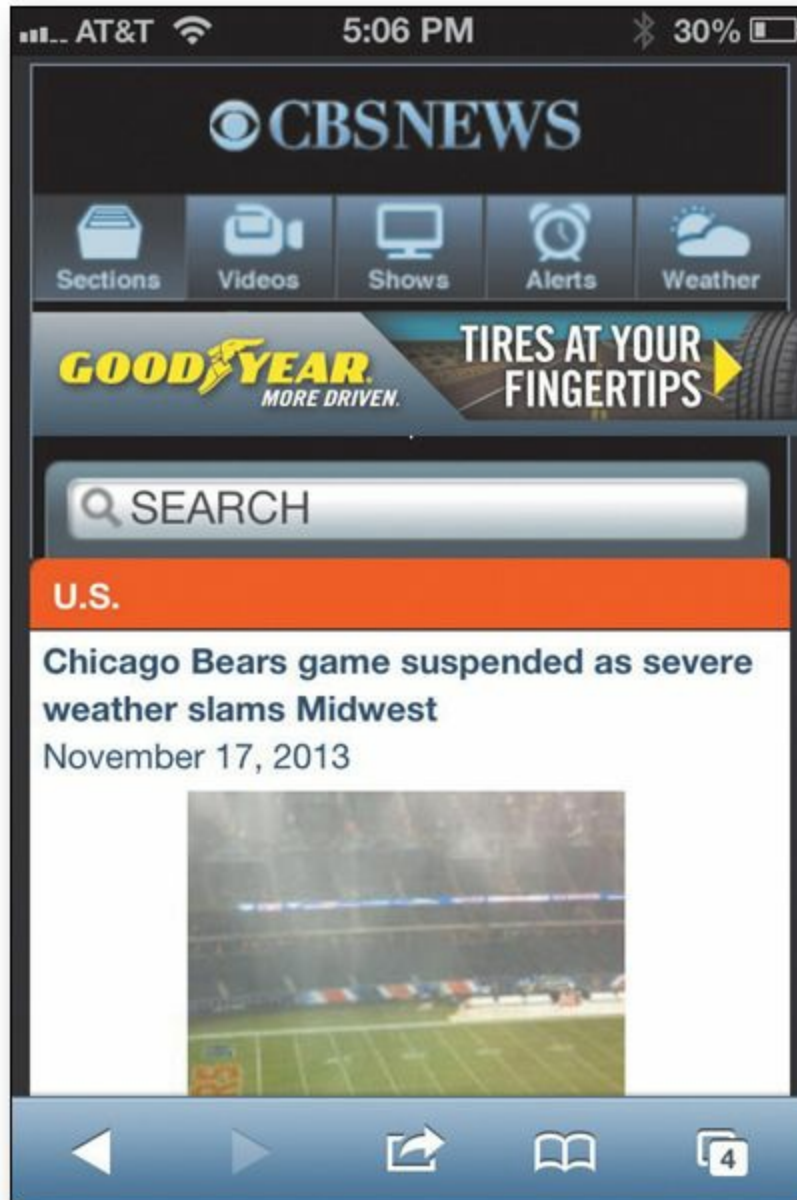 AT&T 5:06 PM 30%
CBSNEWS
Sections Videos Shows Alerts Weather
GOODYEAR
MORE DRIVEN.
TIRES AT YOUR
FINGERTIPS
SEARCH
U.S.
Chicago Bears game suspended as severe
weather slams Midwest
November 17, 2013
RS
4